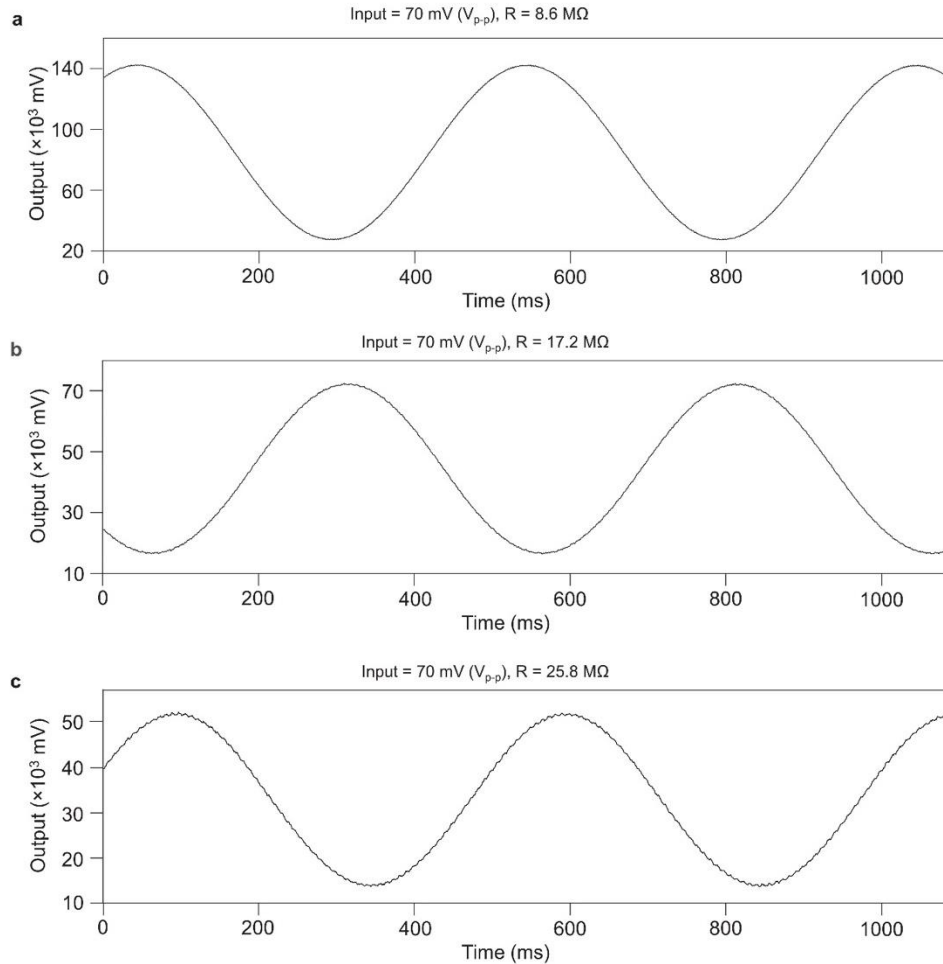 a
Input = 70 mV (Vp-p), R = 8.6 MΩ
Output (×10³ mV)
140
100
60
20
0 200 400 600 800 1000
Time (ms)
b
Input = 70 mV (Vp-p), R = 17.2 MΩ
Output (×10³ mV)
70
50
30
10
0 200 400 600 800 1000
Time (ms)
c
Input = 70 mV (Vp-p), R = 25.8 MΩ
Output (×10³ mV)
50
40
30
20
10
0 200 400 600 800 1000
Time (ms)